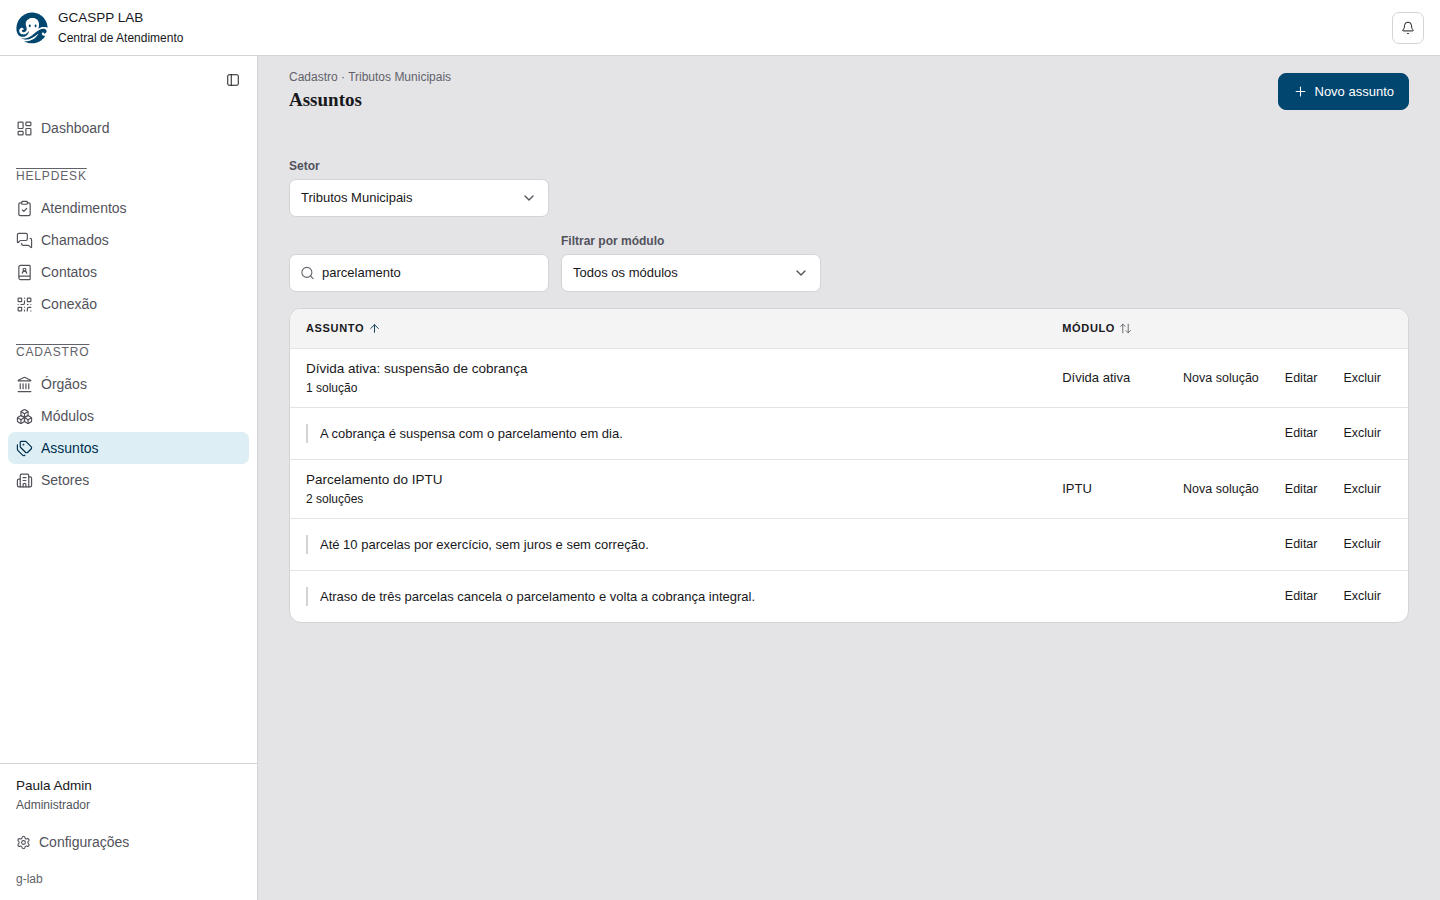 GCASPP LAB
Central de Atendimento
Dashboard
HELPDESK
Atendimentos
Chamados
Contatos
Conexão
CADASTRO
Órgãos
Módulos
Assuntos
Setores
Paula Admin
Administrador
Configurações
g-lab
Cadastro · Tributos Municipais
Assuntos
Novo assunto
Setor
Tributos Municipais
Filtrar por módulo
parcelamento
Todos os módulos
ASSUNTO MÓDULO
Dívida ativa: suspensão de cobrança
1 solução
Dívida ativa Nova solução Editar Excluir
A cobrança é suspensa com o parcelamento em dia. Editar Excluir
Parcelamento do IPTU
2 soluções
IPTU Nova solução Editar Excluir
Até 10 parcelas por exercício, sem juros e sem correção. Editar Excluir
Atraso de três parcelas cancela o parcelamento e volta a cobrança integral. Editar Excluir